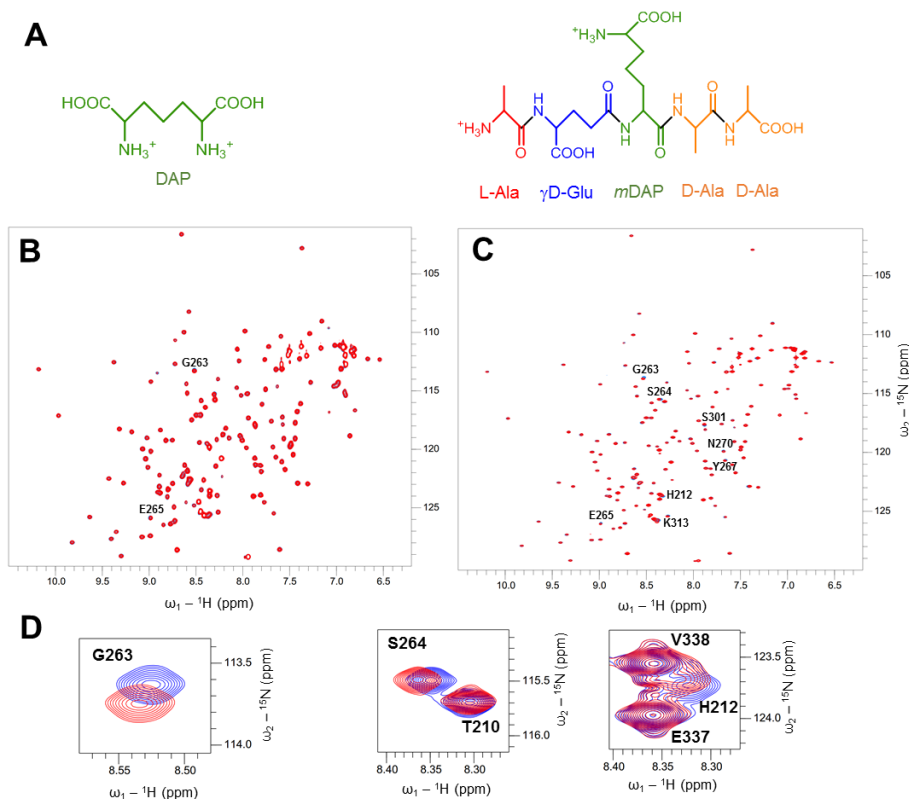 A
HOOC COOH
NH3+ NH3+
DAP
+H3N COOH
+H3N O H N COOH O N H O H N O COOH
L-Ala γD-Glu mDAP D-Ala D-Ala
B
G263
E265
105
110
115
120
125
ω2 – 15N (ppm)
10.0 9.5 9.0 8.5 8.0 7.5 7.0 6.5
ω1 – 1H (ppm)
C
G263
S264
S301
N270
Y267
H212
E265
K313
105
110
115
120
125
ω2 – 15N (ppm)
10.0 9.5 9.0 8.5 8.0 7.5 7.0 6.5
ω1 – 1H (ppm)
D
G263
113.5
114.0
ω2 – 15N (ppm)
8.55 8.50
ω1 – 1H (ppm)
S264
T210
115.5
116.0
ω2 – 15N (ppm)
8.40 8.35 8.30
ω1 – 1H (ppm)
V338
H212
E337
123.5
124.0
ω2 – 15N (ppm)
8.40 8.35 8.30
ω1 – 1H (ppm)